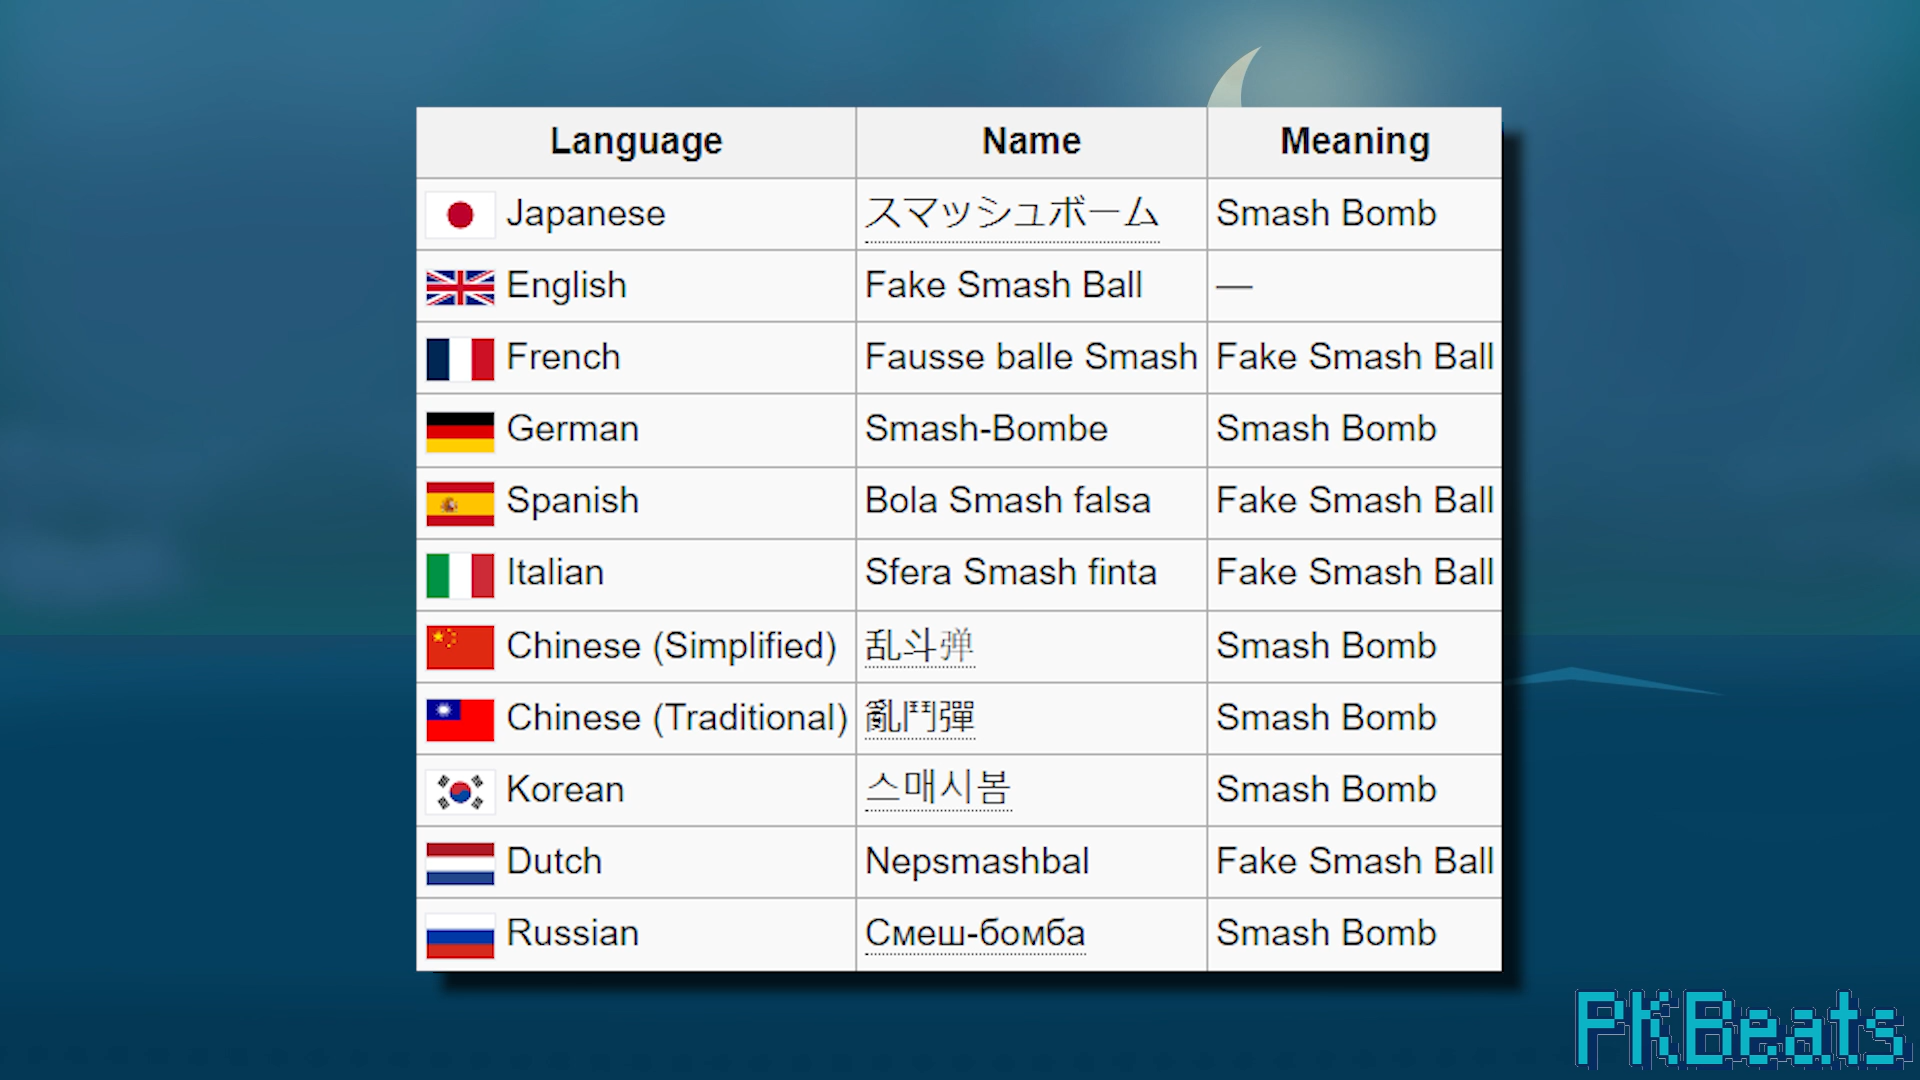 Language Name Meaning
Japanese スマッシュボーム Smash Bomb
English Fake Smash Ball —
French Fausse balle Smash Fake Smash Ball
German Smash-Bombe Smash Bomb
Spanish Bola Smash falsa Fake Smash Ball
Italian Sfera Smash finta Fake Smash Ball
Chinese (Simplified) 乱斗弹 Smash Bomb
Chinese (Traditional) 亂鬥彈 Smash Bomb
Korean 스매시봄 Smash Bomb
Dutch Nepsmashbal Fake Smash Ball
Russian Смеш-бомба Smash Bomb
PKBeats